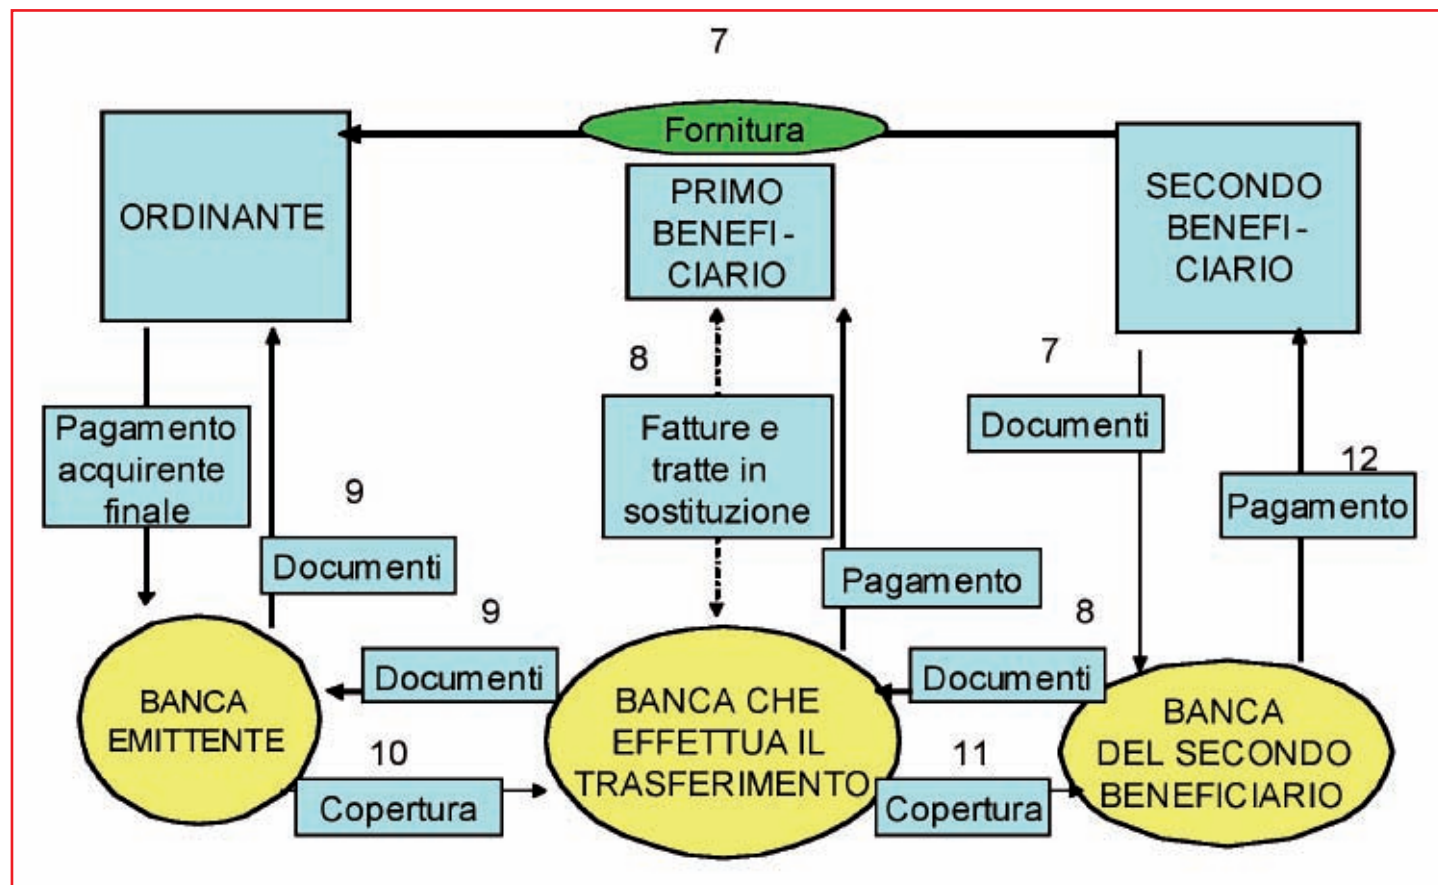 7
Fornitura
ORDINANTE
PRIMO
BENEFI-
CIARIO
SECONDO
BENEFI-
CIARIO
8
7
Pagamento
acquirente
finale
9
Documenti
Fatture e
tratte in
sostituzione
Documenti
12
Pagamento
Pagamento
9
Documenti
8
Documenti
BANCA
EMITTENTE
BANCA CHE
EFFETTUA IL
TRASFERIMENTO
BANCA
DEL SECONDO
BENEFICIARIO
10
Copertura
11
Copertura